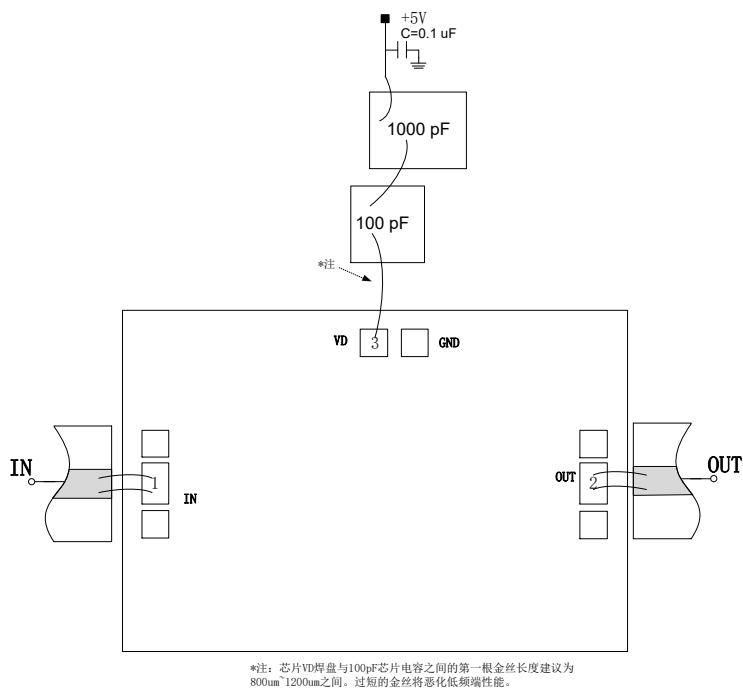 +5V
C=0.1 uF
1000 pF
100 pF
*注
VD
3
GND
IN
1
IN
OUT
2
OUT
*注: 芯片VD焊盘与100pF芯片电容之间的第一根金丝长度建议为
800um~1200um之间。过短的金丝将恶化低频端性能。